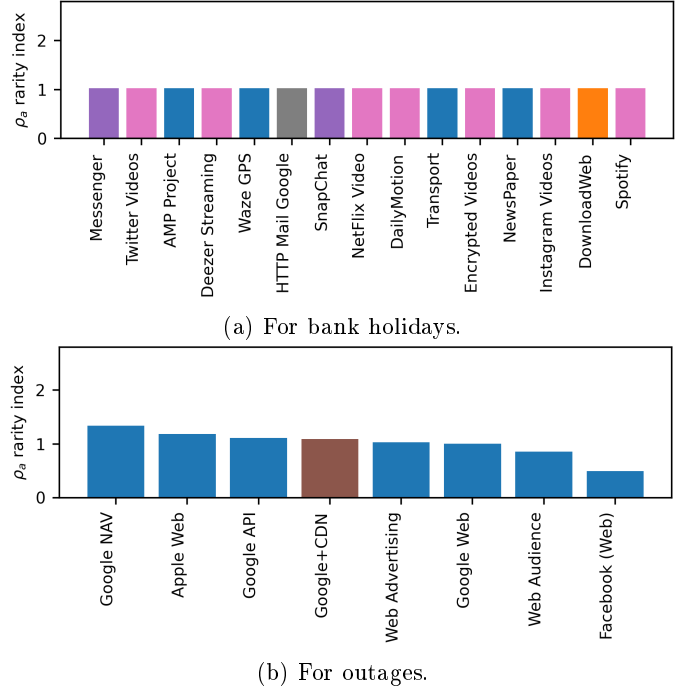 ρa rarity index
2
1
0
Messenger
Twitter Videos
AMP Project
Deezer Streaming
Waze GPS
HTTP Mail Google
SnapChat
NetFlix Video
DailyMotion
Transport
Encrypted Videos
NewsPaper
Instagram Videos
DownloadWeb
Spotify
(a) For bank holidays.
ρa rarity index
2
1
0
Google NAV
Apple Web
Google API
Google+CDN
Web Advertising
Google Web
Web Audience
Facebook (Web)
(b) For outages.